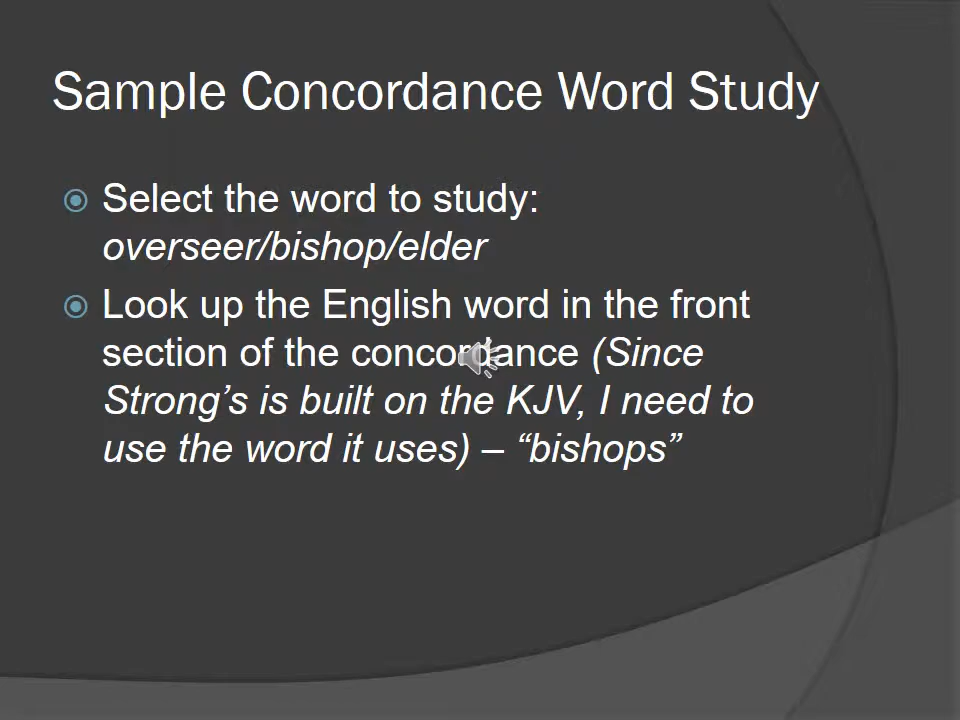 Sample Concordance Word Study
Select the word to study:
overseer/bishop/elder
Look up the English word in the front
section of the concordance (Since
Strong’s is built on the KJV, I need to
use the word it uses) – “bishops”